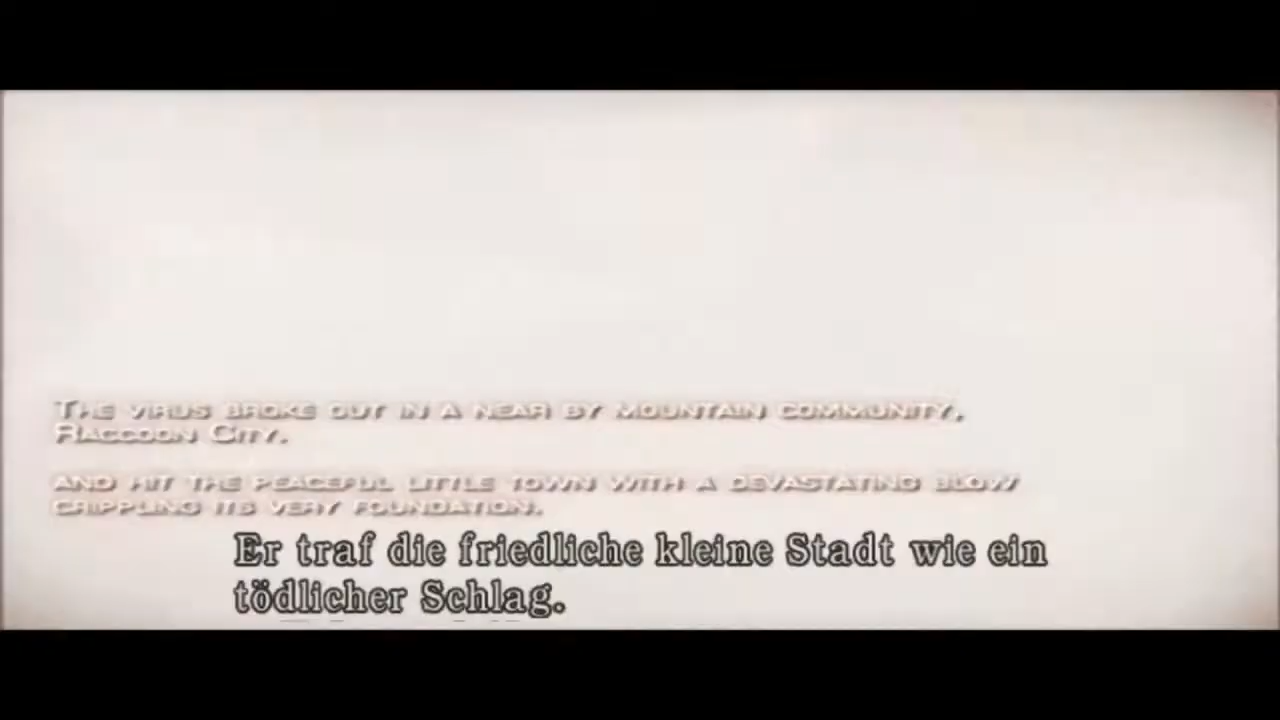 The virus broke out in a near by mountain community,
Raccoon City.
and hit the peaceful little town with a devastating blow
crippling its very foundation.
Er traf die friedliche kleine Stadt wie ein
tödlicher Schlag.